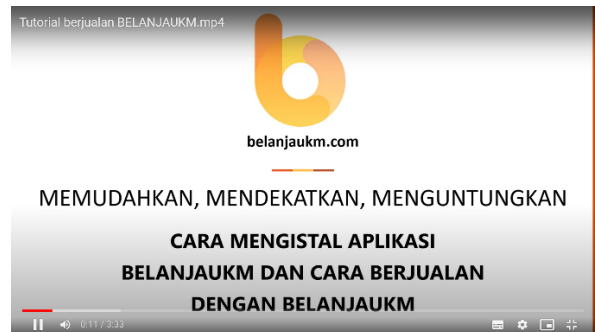 Tutorial berjualan BELANJAUKM.mp4
belanjaukm.com
MEMUDAHKAN, MENDEKATKAN, MENGUNTUNGKAN
CARA MENGISTAL APLIKASI
BELANJAUKM DAN CARA BERJUALAN
DENGAN BELANJAUKM
0:11 / 3:33